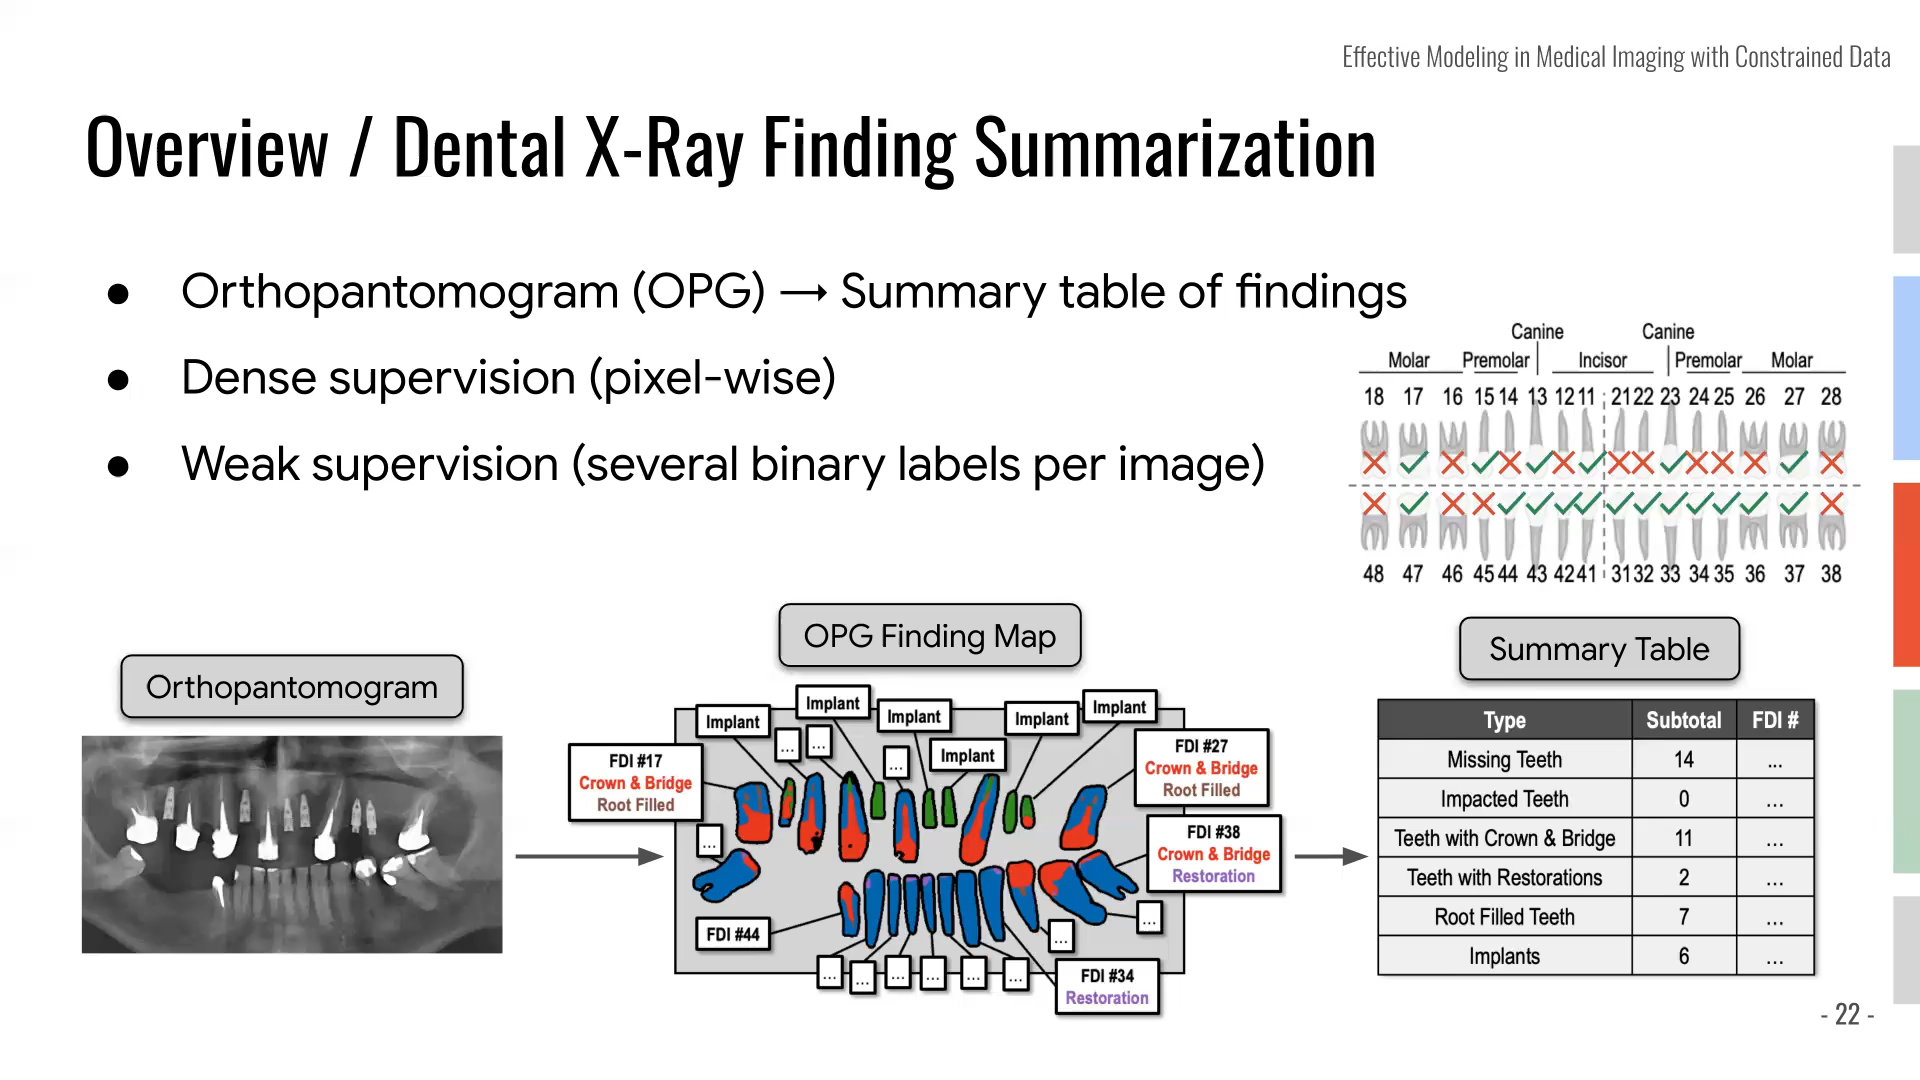 Effective Modeling in Medical Imaging with Constrained Data
Overview / Dental X-Ray Finding Summarization
● Orthopantomogram (OPG) → Summary table of findings
● Dense supervision (pixel-wise)
● Weak supervision (several binary labels per image)
Canine Canine
Molar Premolar Incisor Premolar Molar
18 17 16 15 14 13 12 11 21 22 23 24 25 26 27 28
48 47 46 45 44 43 42 41 31 32 33 34 35 36 37 38
Orthopantomogram
OPG Finding Map
Implant
Implant
Implant
Implant
Implant
Implant
... ...
...
FDI #17
Crown & Bridge
Root Filled
FDI #27
Crown & Bridge
Root Filled
...
FDI #38
Crown & Bridge
Restoration
FDI #44
...
...
... ... ... ... ... ...
FDI #34
Restoration
Summary Table
Type Subtotal FDI #
Missing Teeth 14 ...
Impacted Teeth 0 ...
Teeth with Crown & Bridge 11 ...
Teeth with Restorations 2 ...
Root Filled Teeth 7 ...
Implants 6 ...
- 22 -